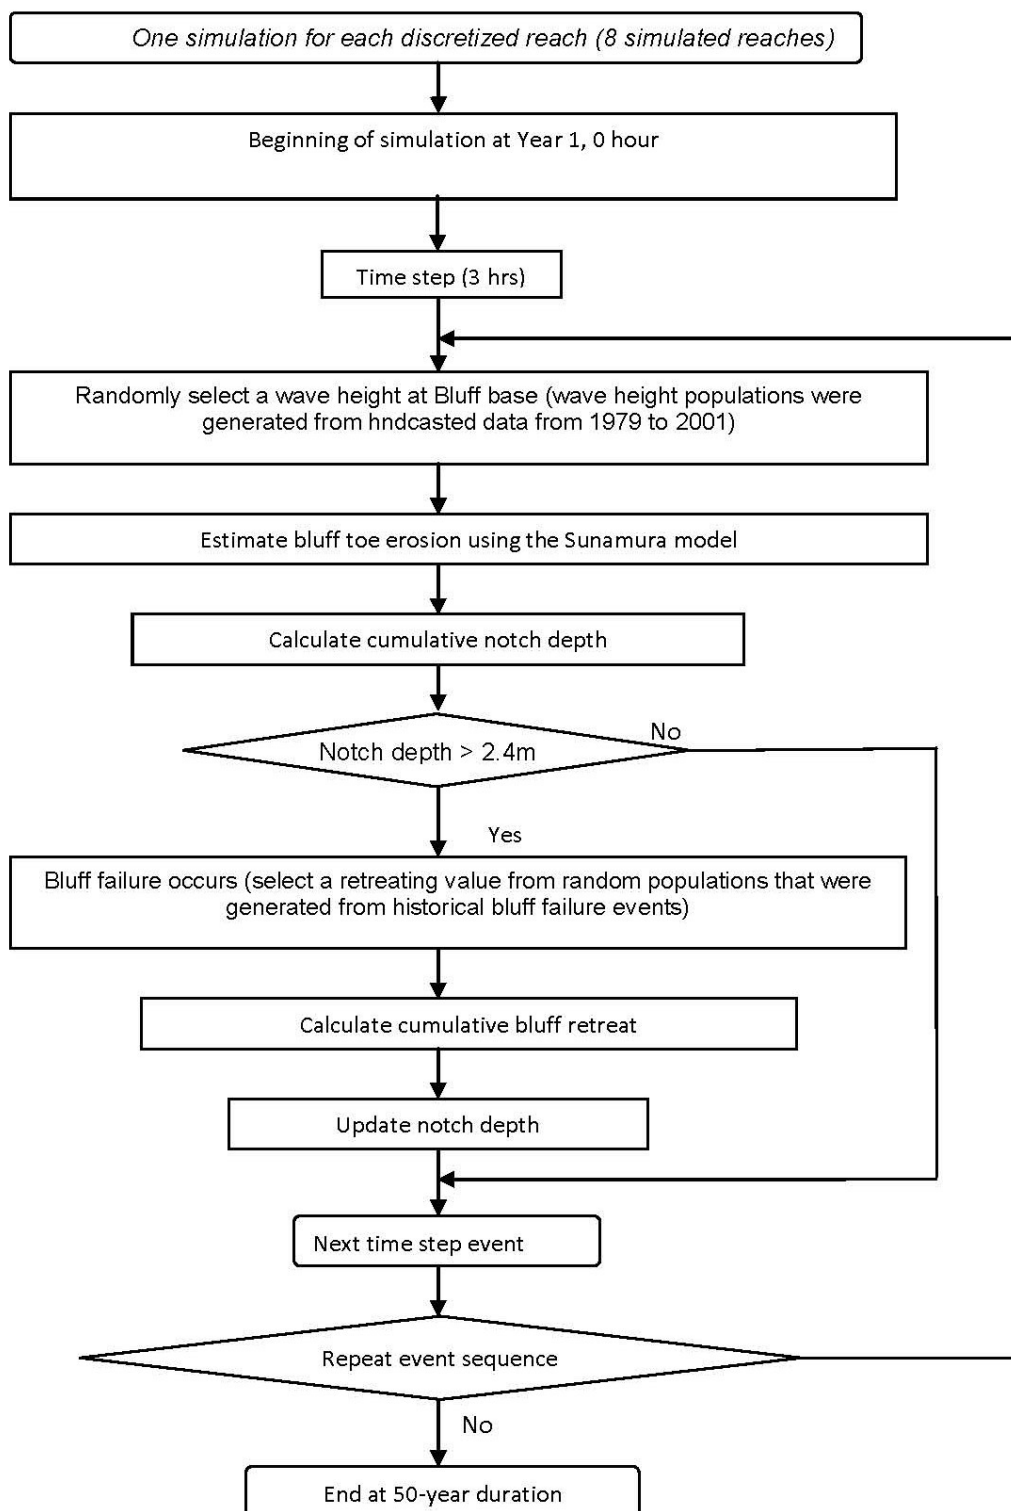 One simulation for each discretized reach (8 simulated reaches)
Beginning of simulation at Year 1, 0 hour
Time step (3 hrs)
Randomly select a wave height at Bluff base (wave height populations were
generated from hndcasted data from 1979 to 2001)
Estimate bluff toe erosion using the Sunamura model
Calculate cumulative notch depth
No
Notch depth > 2.4m
Yes
Bluff failure occurs (select a retreating value from random populations that were
generated from historical bluff failure events)
Calculate cumulative bluff retreat
Update notch depth
Next time step event
Repeat event sequence
No
End at 50-year duration